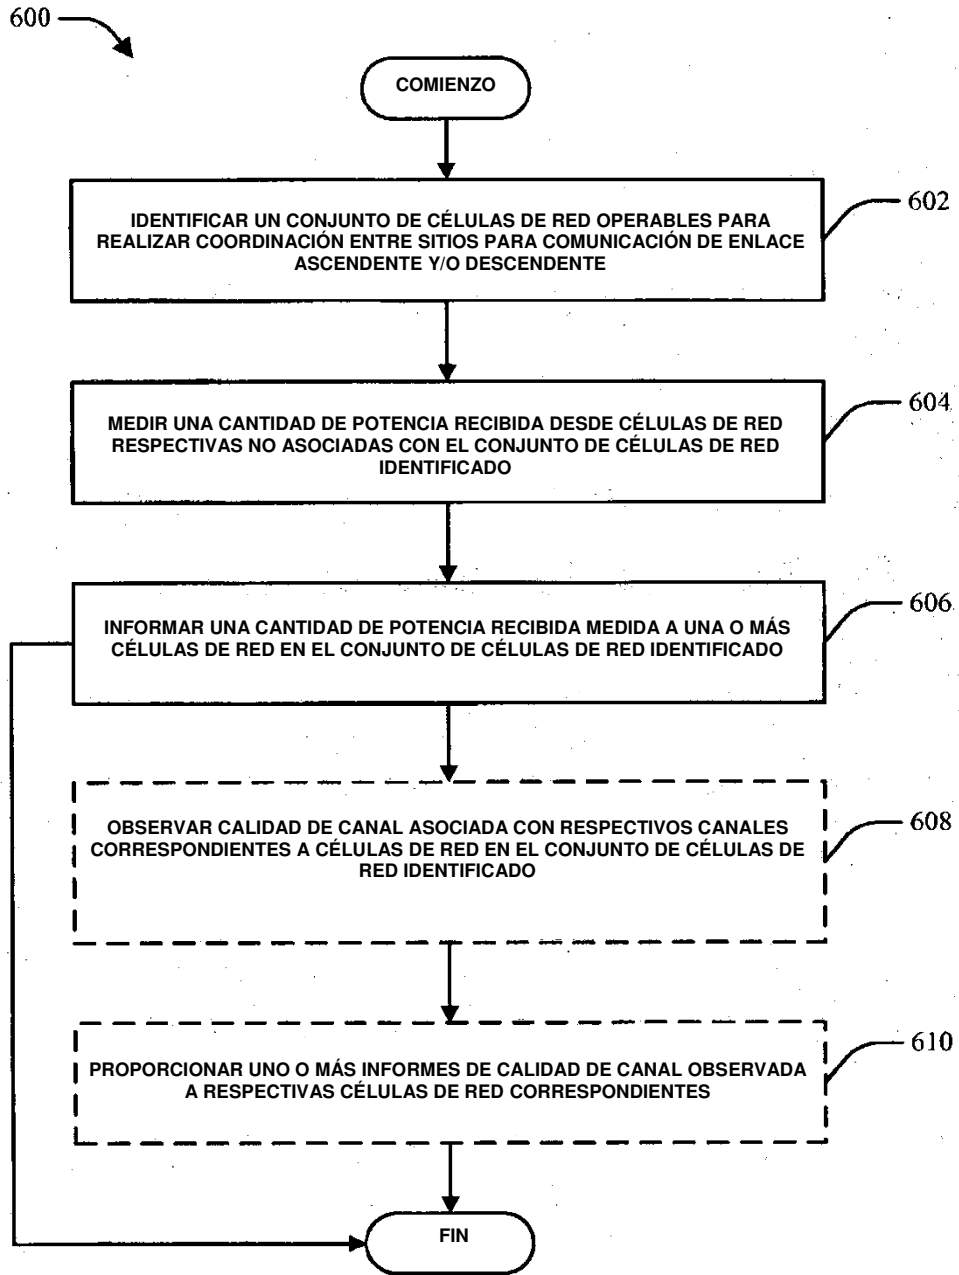 600
COMIENZO
IDENTIFICAR UN CONJUNTO DE CÉLULAS DE RED OPERABLES PARA
REALIZAR COORDINACIÓN ENTRE SITIOS PARA COMUNICACIÓN DE ENLACE
ASCENDENTE Y/O DESCENDENTE
602
MEDIR UNA CANTIDAD DE POTENCIA RECIBIDA DESDE CÉLULAS DE RED
RESPECTIVAS NO ASOCIADAS CON EL CONJUNTO DE CÉLULAS DE RED
IDENTIFICADO
604
INFORMAR UNA CANTIDAD DE POTENCIA RECIBIDA MEDIDA A UNA O MÁS
CÉLULAS DE RED EN EL CONJUNTO DE CÉLULAS DE RED IDENTIFICADO
606
OBSERVAR CALIDAD DE CANAL ASOCIADA CON RESPECTIVOS CANALES
CORRESPONDIENTES A CÉLULAS DE RED EN EL CONJUNTO DE CÉLULAS DE
RED IDENTIFICADO
608
PROPORCIONAR UNO O MÁS INFORMES DE CALIDAD DE CANAL OBSERVADA
A RESPECTIVAS CÉLULAS DE RED CORRESPONDIENTES
610
FIN